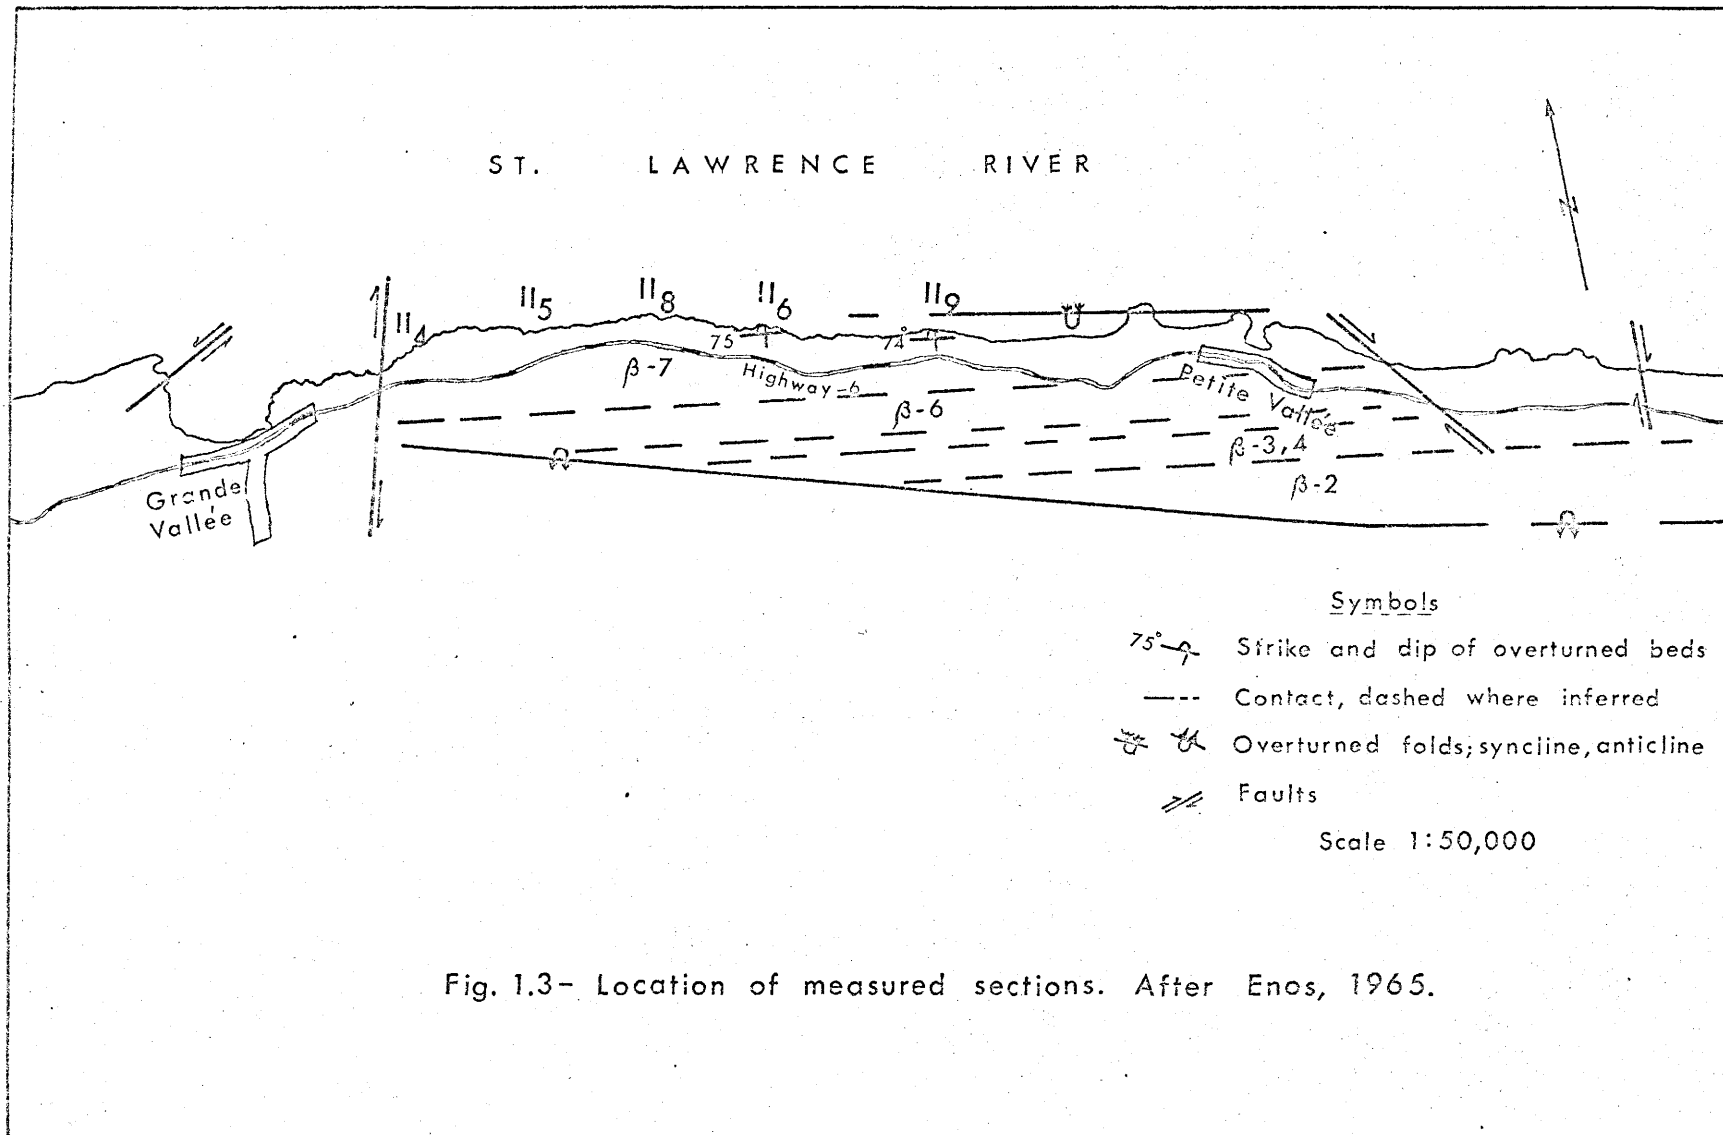 ST. LAWRENCE RIVER
N
II4
II5
II8
II6
II9
75°
74°
β-7
Highway-6
β-6
Petite Vallée
β-3,4
β-2
Grande
Vallée
Symbols
75° Strike and dip of overturned beds
Contact, dashed where inferred
Overturned folds; syncline, anticline
Faults
Scale 1:50,000
Fig. 1.3- Location of measured sections. After Enos, 1965.